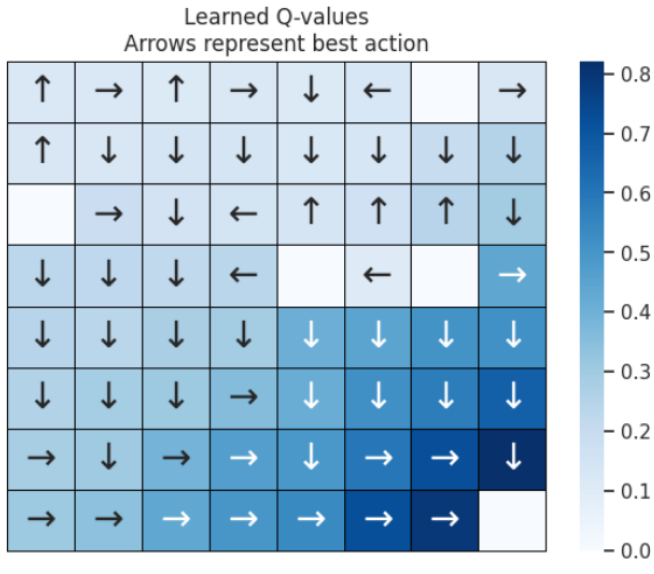 Learned Q-values
Arrows represent best action
↑ → ↑ → ↓ ← →
↑ ↓ ↓ ↓ ↓ ↓ ↓ ↓
→ ↓ ← ↑ ↑ ↑ ↓
↓ ↓ ↓ ← ← →
↓ ↓ ↓ ↓ ↓ ↓ ↓ ↓
↓ ↓ ↓ → ↓ ↓ ↓ ↓
→ ↓ → → ↓ → → ↓
→ → → → → → →
0.8
0.7
0.6
0.5
0.4
0.3
0.2
0.1
0.0